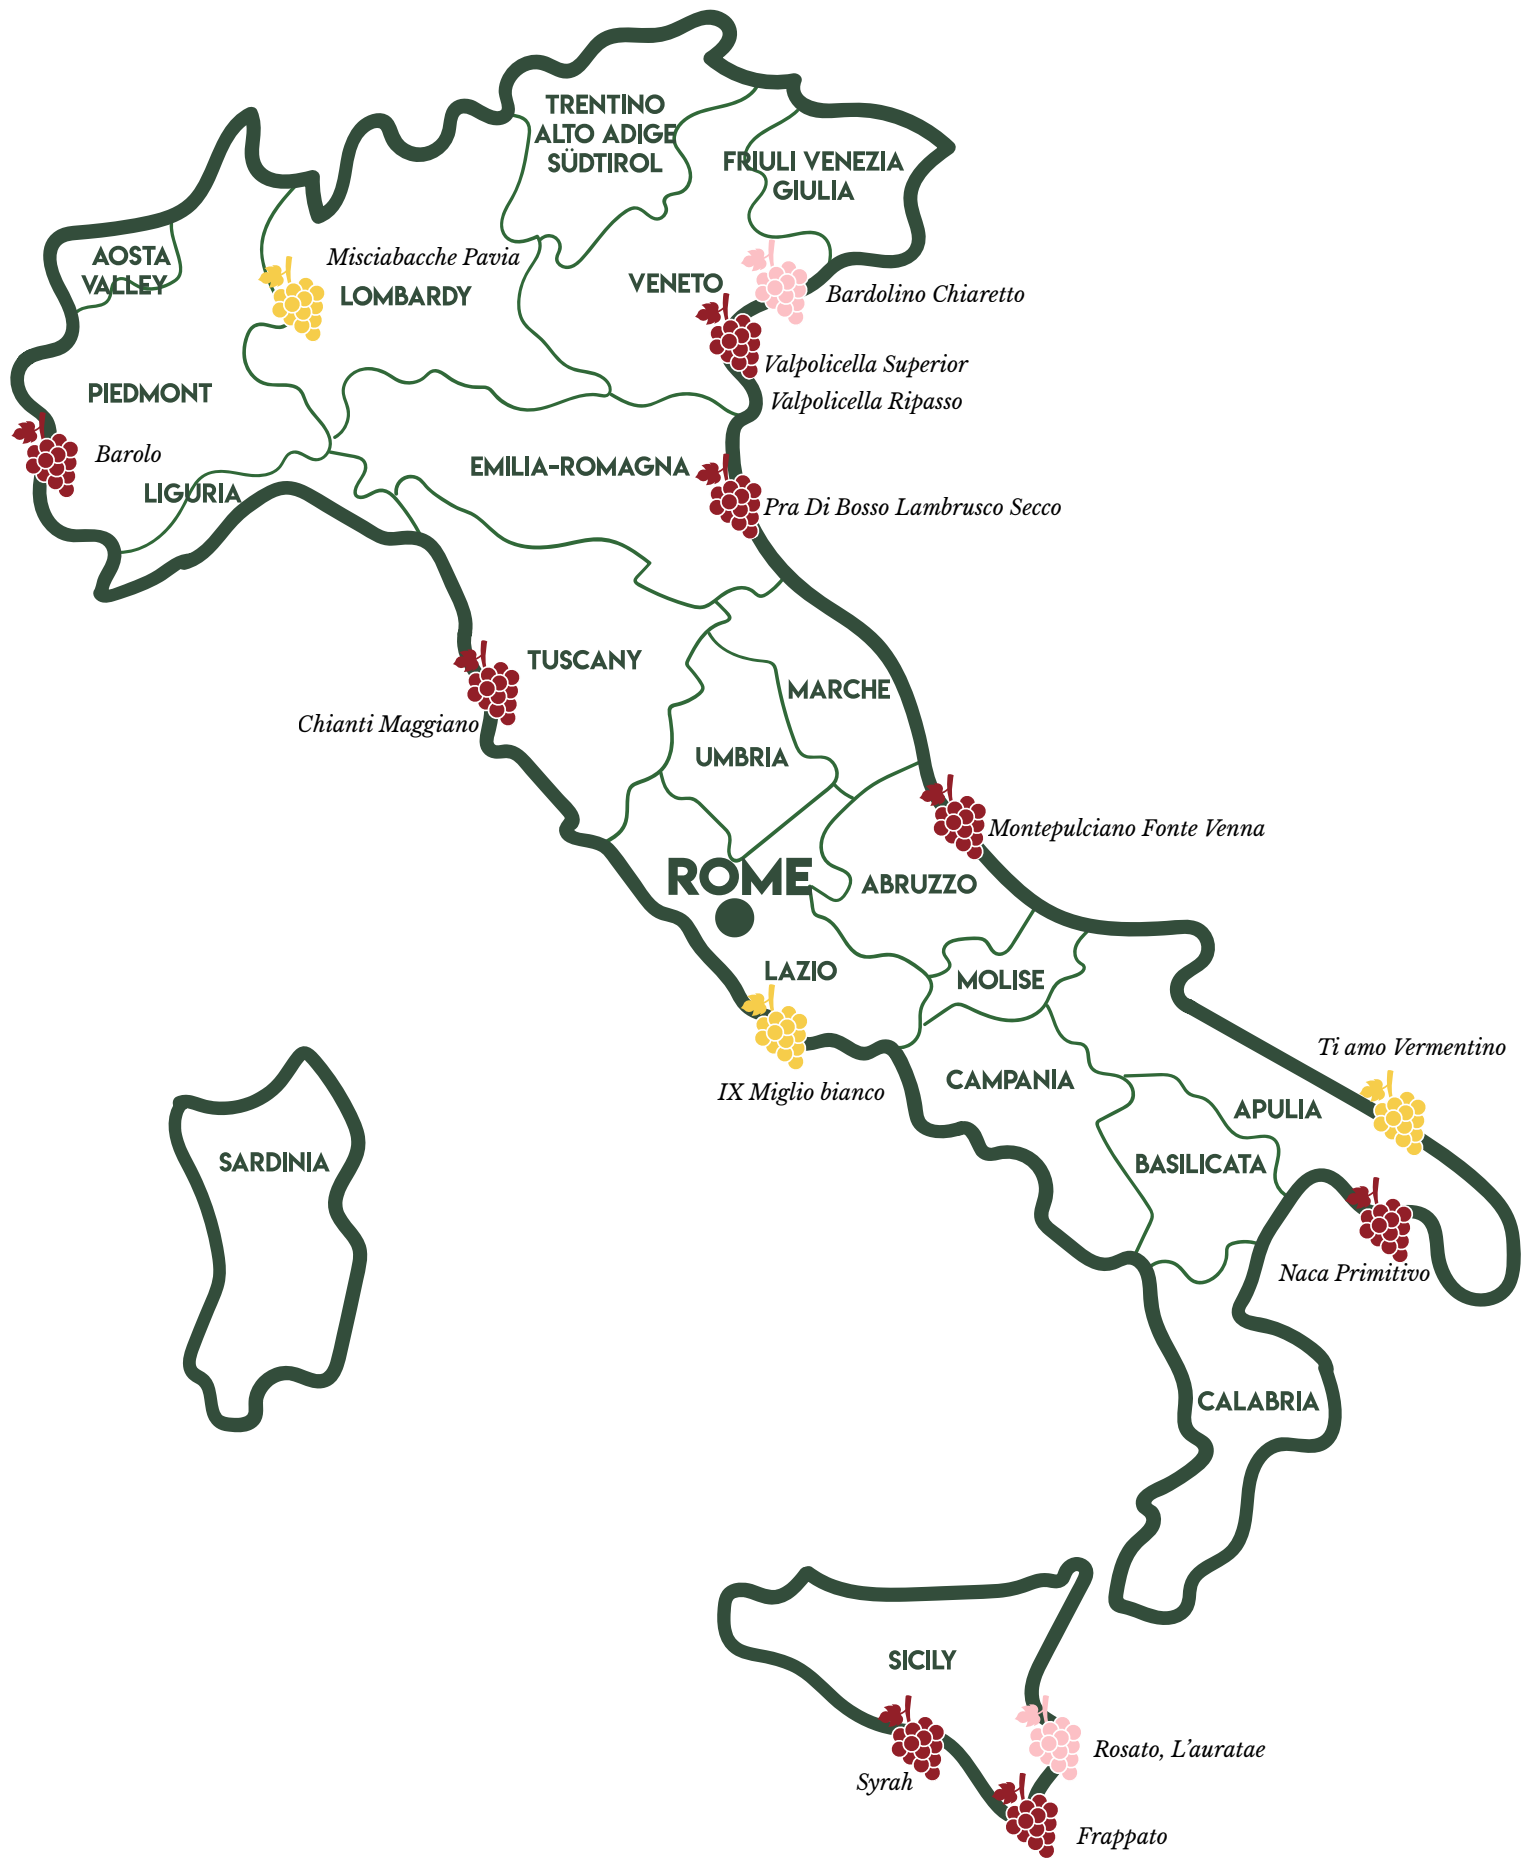 TRENTINO
ALTO ADIGE
SÜDTIROL
FRIULI VENEZIA
GIULIA
AOSTA
VALLEY
Misciabacche Pavia
LOMBARDY
VENETO
Bardolino Chiaretto
Valpolicella Superior
Valpolicella Ripasso
PIEDMONT
Barolo
LIGURIA
EMILIA-ROMAGNA
Pra Di Bosso Lambrusco Secco
TUSCANY
Chianti Maggiano
MARCHE
UMBRIA
Montepulciano Fonte Venna
ROME
ABRUZZO
LAZIO
MOLISE
IX Miglio bianco
CAMPANIA
Ti amo Vermentino
APULIA
BASILICATA
SARDINIA
Naca Primitivo
CALABRIA
SICILY
Rosato, L’auratae
Syrah
Frappato